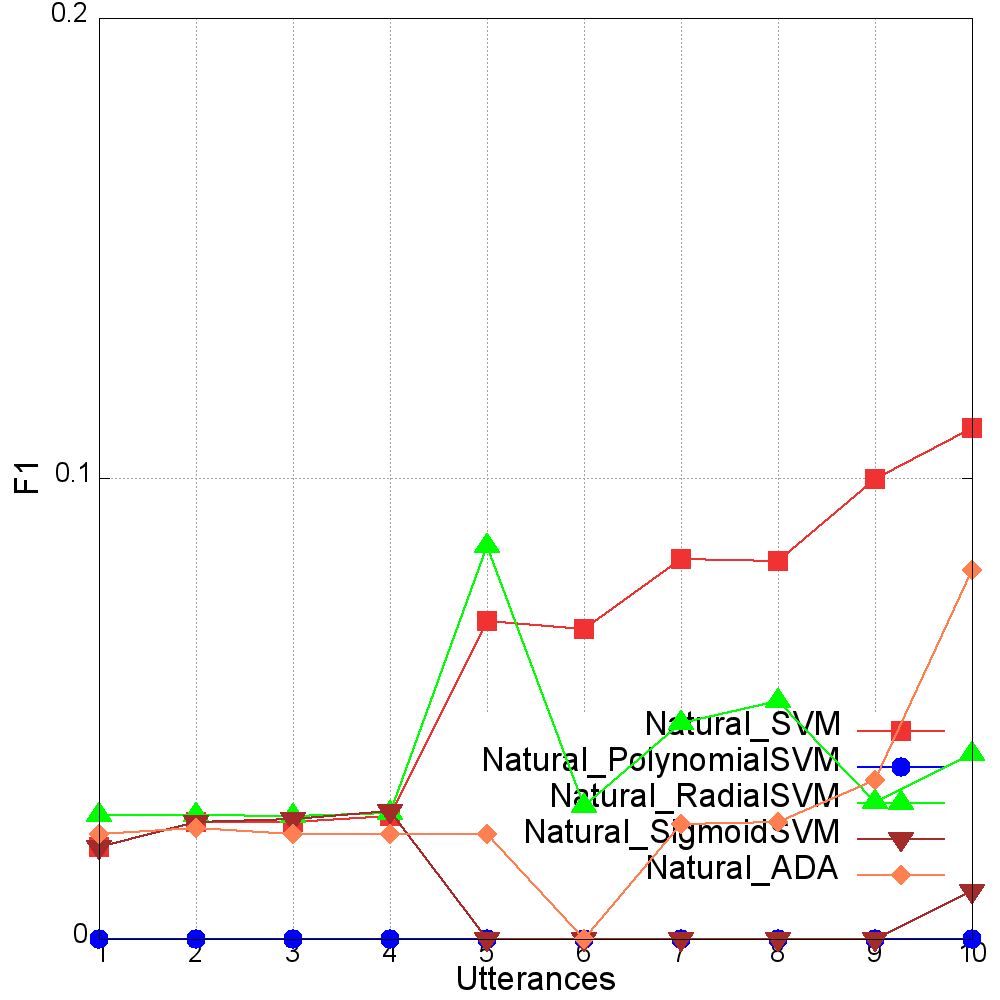 0.2
0.1
0
F1
Natural_SVM
Natural_PolynomialSVM
Natural_RadialSVM
Natural_SigmoidSVM
Natural_ADA
1 2 3 4 5 6 7 8 9 10
Utterances